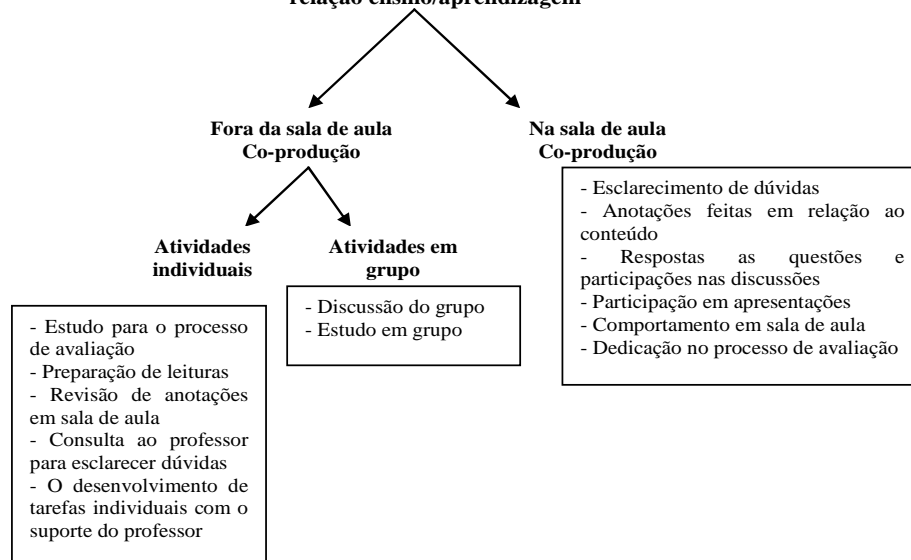 relação ensino/aprendizagem
Fora da sala de aula
Co-produção
Na sala de aula
Co-produção
- Esclarecimento de dúvidas
- Anotações feitas em relação ao
conteúdo
- Respostas as questões e
participações nas discussões
- Participação em apresentações
- Comportamento em sala de aula
- Dedicação no processo de avaliação
Atividades
individuais
Atividades em
grupo
- Discussão do grupo
- Estudo em grupo
- Estudo para o processo
de avaliação
- Preparação de leituras
- Revisão de anotações
em sala de aula
- Consulta ao professor
para esclarecer dúvidas
- O desenvolvimento de
tarefas individuais com o
suporte do professor